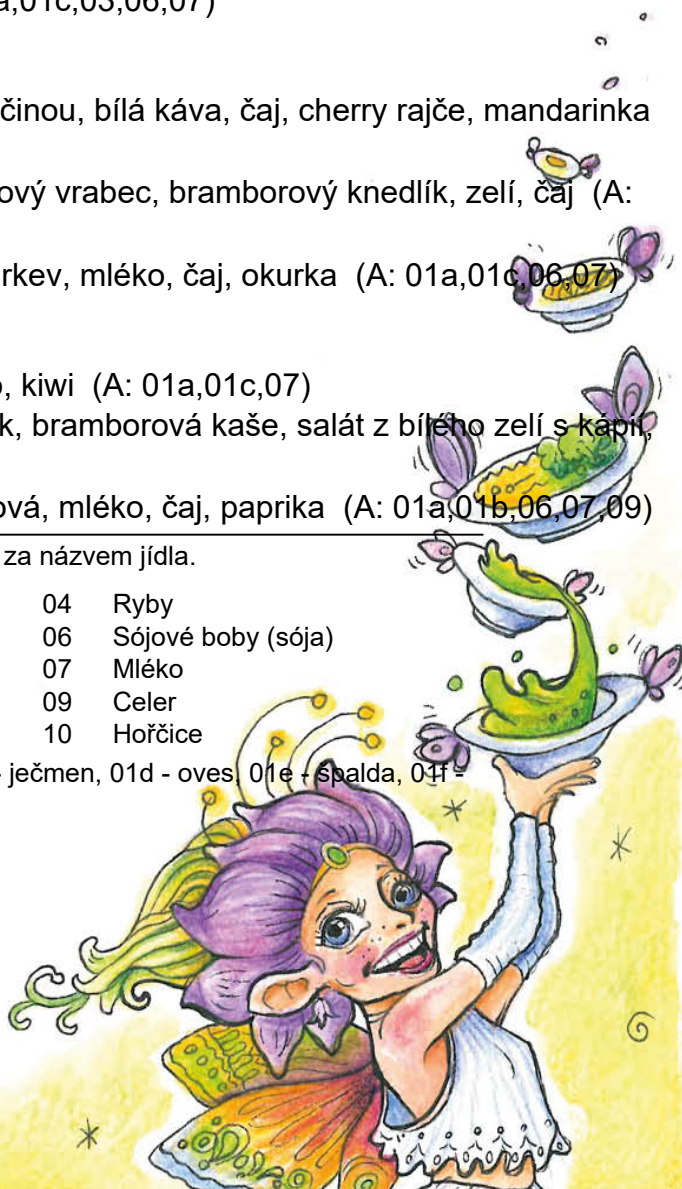 a,01c,03,06,07)
činou, bílá káva, čaj, cherry rajče, mandarinka
ový vrabec, bramborový knedlík, zelí, čaj (A:
rkev, mléko, čaj, okurka (A: 01a,01c,06,07)
, kiwi (A: 01a,01c,07)
k, bramborová kaše, salát z bílého zelí s kápií,
ová, mléko, čaj, paprika (A: 01a,01b,06,07,09)
za názvem jídla.
04 Ryby
06 Sójové boby (sója)
07 Mléko
09 Celer
10 Hořčice
- ječmen, 01d - oves, 01e - špalda, 01f -